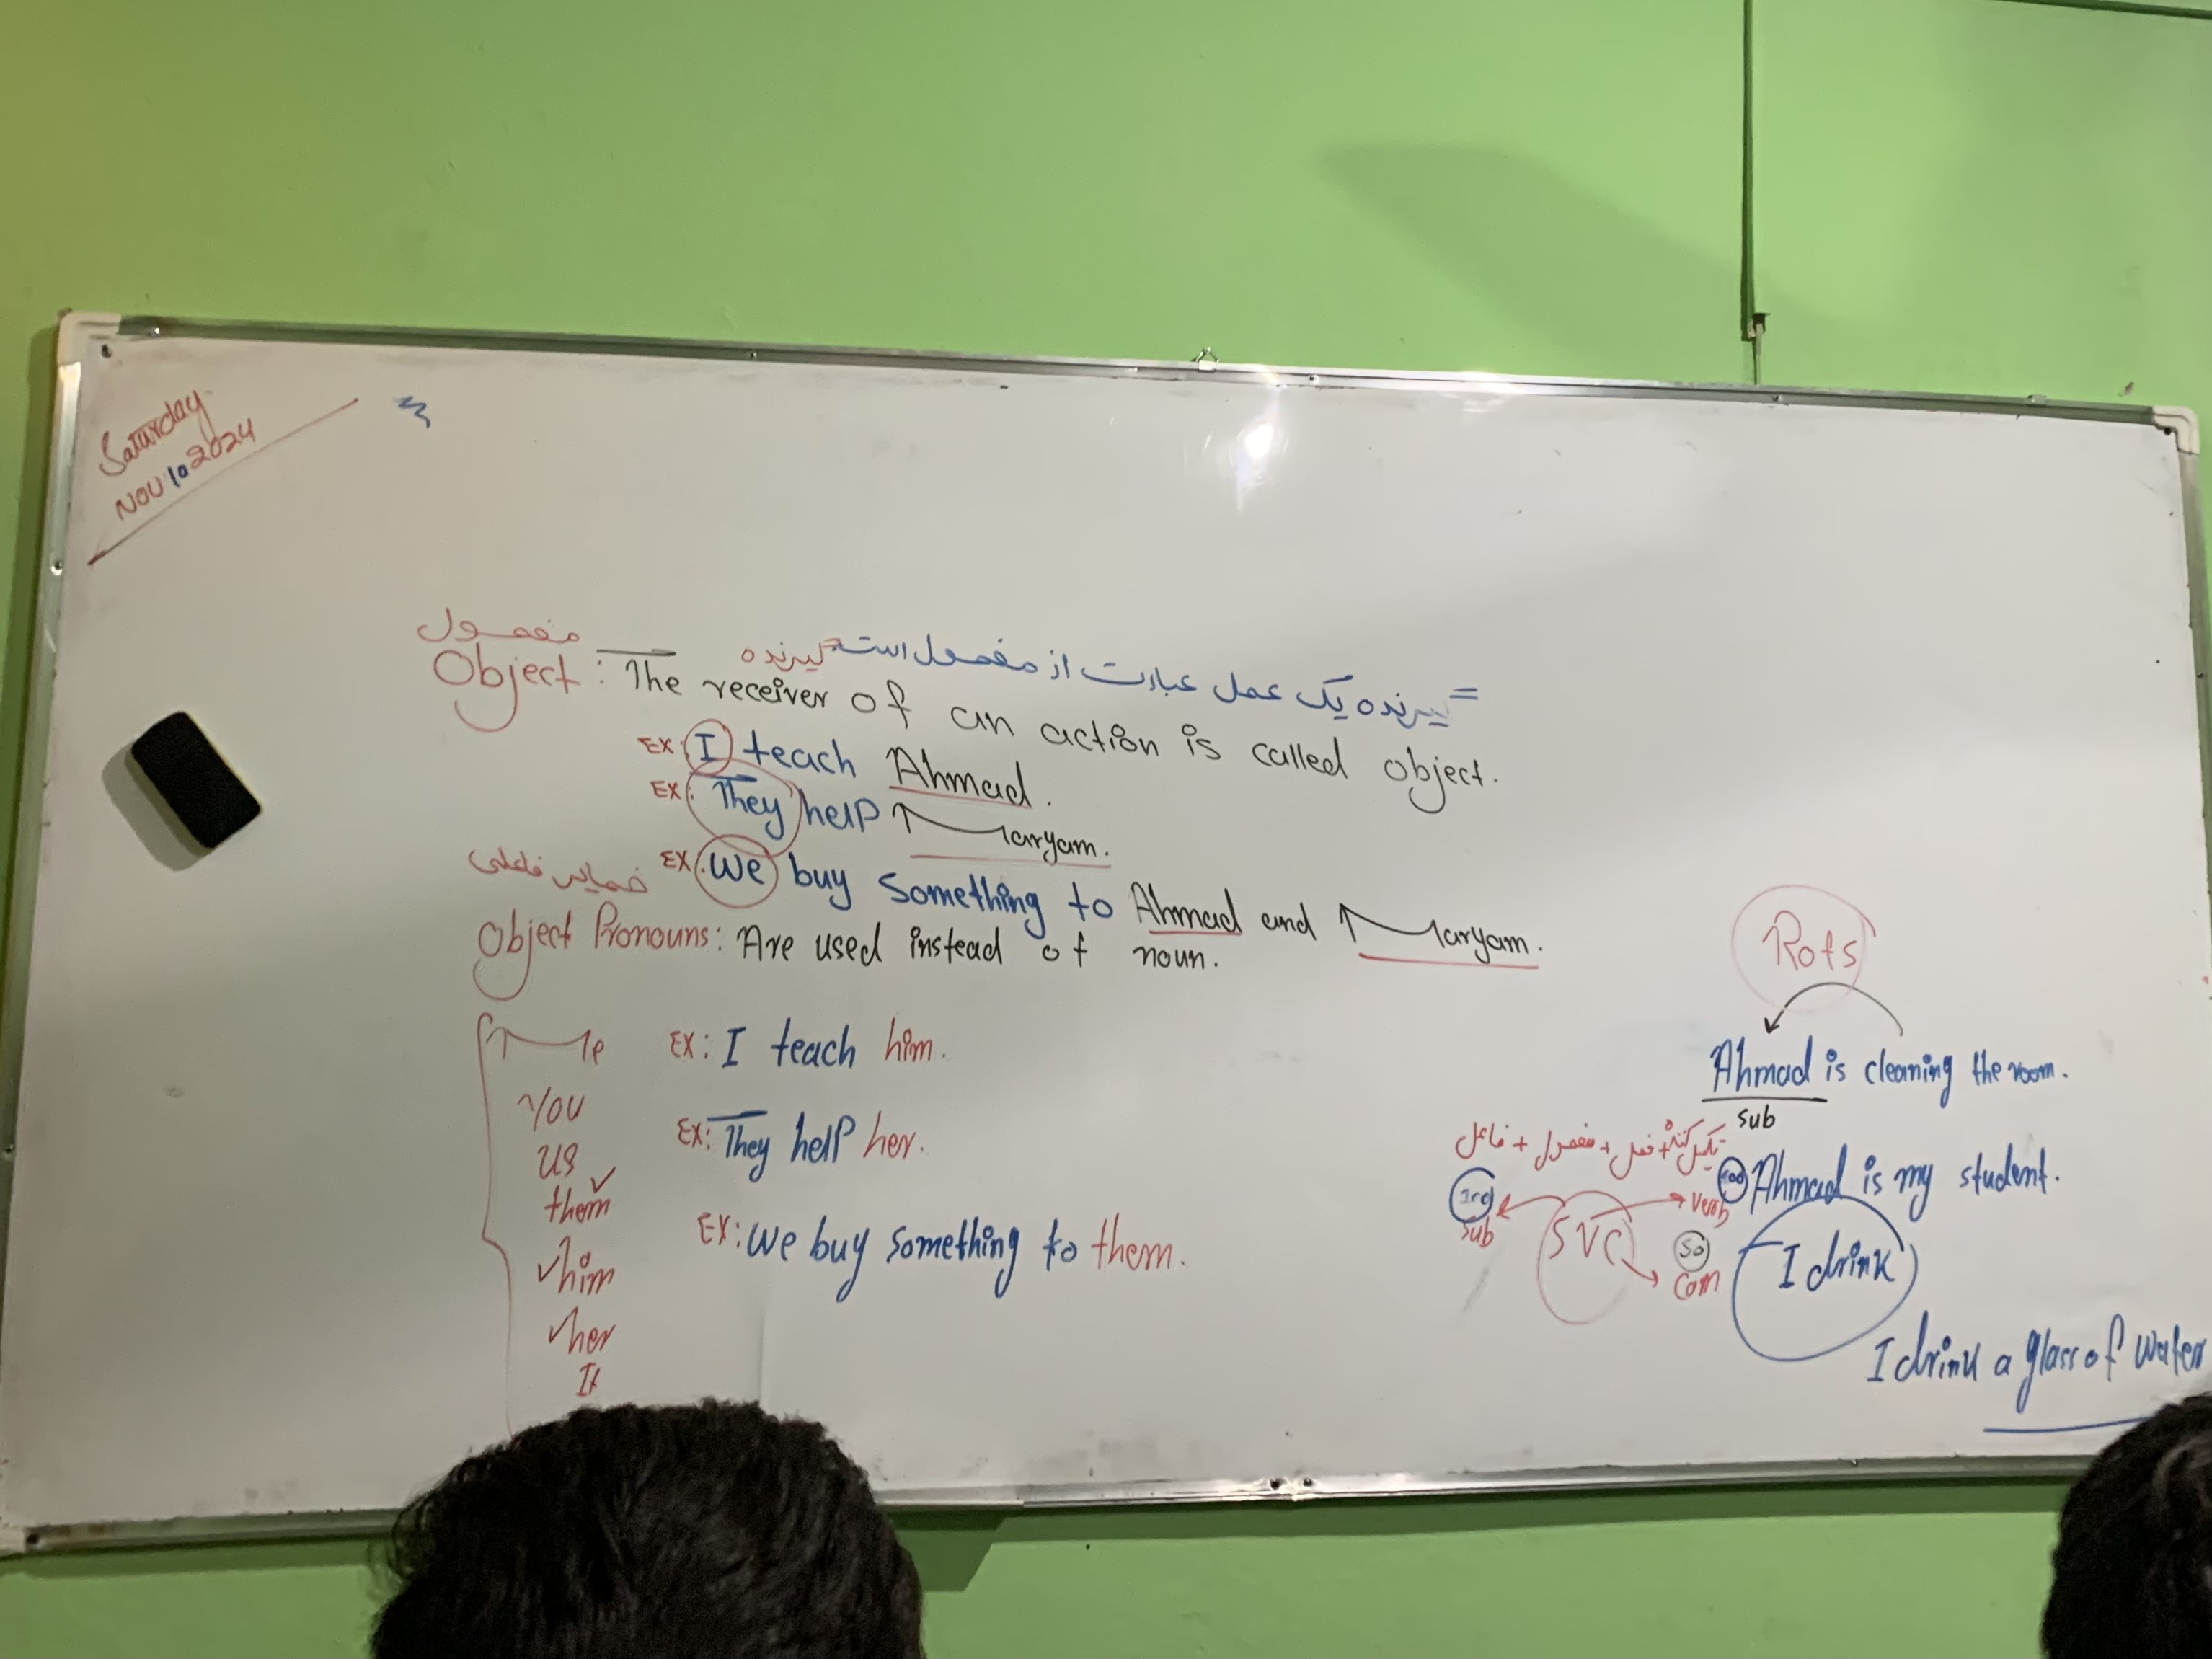 Saturday
NOV 10 2024
مفعول
گیرنده یک عمل عبارت از مفعول است گیرنده =
Object : The receiver of an action is called object.
EX: I teach Ahmad.
EX: They help Maryam.
EX: We buy something to Ahmad and Maryam.
ضمایر فاعلی
Object Pronouns: Are used instead of noun.
Me
You
us
them
him
her
It
EX: I teach him.
EX: They help her.
EX: We buy something to them.
Rots
Ahmad is cleaning the room.
sub
فاعل + مفعول + فعل + تکمیل کننده
Ahmad is my student.
100
sub
SVC
Verb
50
Com
I drink
I drink a glass of water